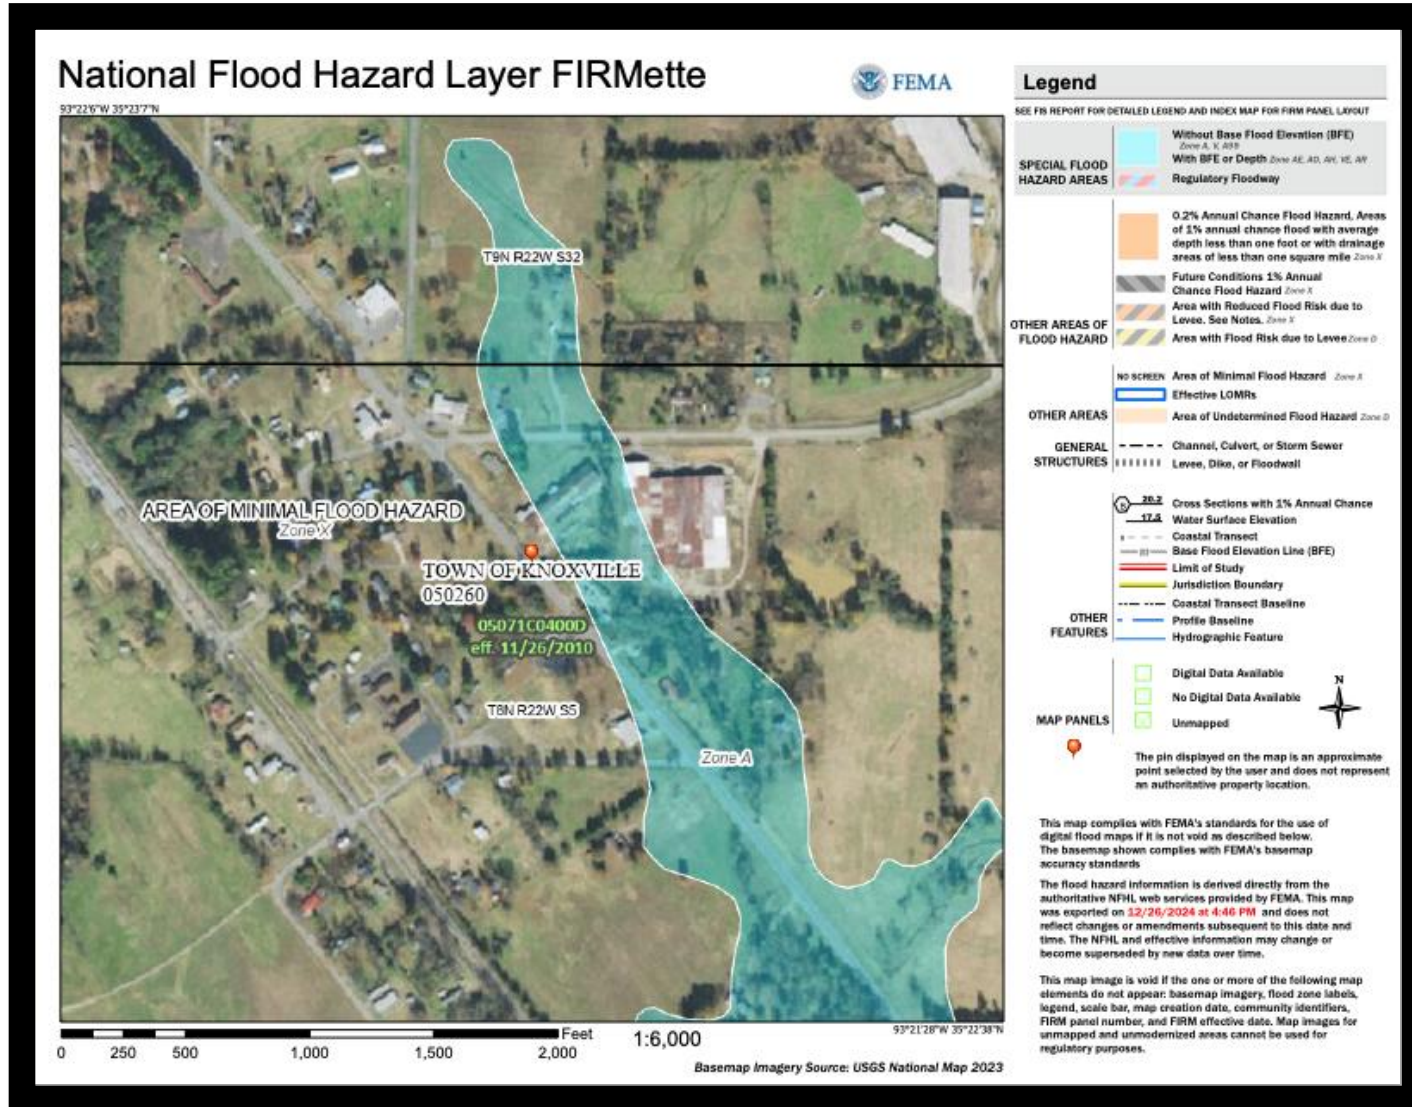 National Flood Hazard Layer FIRMette
FEMA
93°22'6"W 35°23'7"N
T9N R22W S32
AREA OF MINIMAL FLOOD HAZARD
Zone X
TOWN OF KNOXVILLE
050260
05071C0400D
eff. 11/26/2010
T8N R22W S5
Zone A
Feet
0 250 500 1,000 1,500 2,000
1:6,000
93°21'28"W 35°22'38"N
Basemap Imagery Source: USGS National Map 2023
Legend
SEE FIS REPORT FOR DETAILED LEGEND AND INDEX MAP FOR FIRM PANEL LAYOUT
SPECIAL FLOOD
HAZARD AREAS
Without Base Flood Elevation (BFE)
Zone A, V, A99
With BFE or Depth Zone AE, AO, AH, VE, AR
Regulatory Floodway
0.2% Annual Chance Flood Hazard, Areas
of 1% annual chance flood with average
depth less than one foot or with drainage
areas of less than one square mile Zone X
Future Conditions 1% Annual
Chance Flood Hazard Zone X
OTHER AREAS OF
FLOOD HAZARD
Area with Reduced Flood Risk due to
Levee. See Notes. Zone X
Area with Flood Risk due to Levee Zone D
OTHER AREAS
NO SCREEN Area of Minimal Flood Hazard Zone X
Effective LOMRs
Area of Undetermined Flood Hazard Zone D
GENERAL
STRUCTURES
Channel, Culvert, or Storm Sewer
Levee, Dike, or Floodwall
20.2 Cross Sections with 1% Annual Chance
17.5 Water Surface Elevation
Coastal Transect
Base Flood Elevation Line (BFE)
Limit of Study
Jurisdiction Boundary
Coastal Transect Baseline
OTHER
FEATURES
Profile Baseline
Hydrographic Feature
MAP PANELS
Digital Data Available
No Digital Data Available
Unmapped
N
The pin displayed on the map is an approximate
point selected by the user and does not represent
an authoritative property location.
This map complies with FEMA's standards for the use of
digital flood maps if it is not void as described below.
The basemap shown complies with FEMA's basemap
accuracy standards
The flood hazard information is derived directly from the
authoritative NFHL web services provided by FEMA. This map
was exported on 12/26/2024 at 4:46 PM and does not
reflect changes or amendments subsequent to this date and
time. The NFHL and effective information may change or
become superseded by new data over time.
This map image is void if the one or more of the following map
elements do not appear: basemap imagery, flood zone labels,
legend, scale bar, map creation date, community identifiers,
FIRM panel number, and FIRM effective date. Map images for
unmapped and unmodernized areas cannot be used for
regulatory purposes.